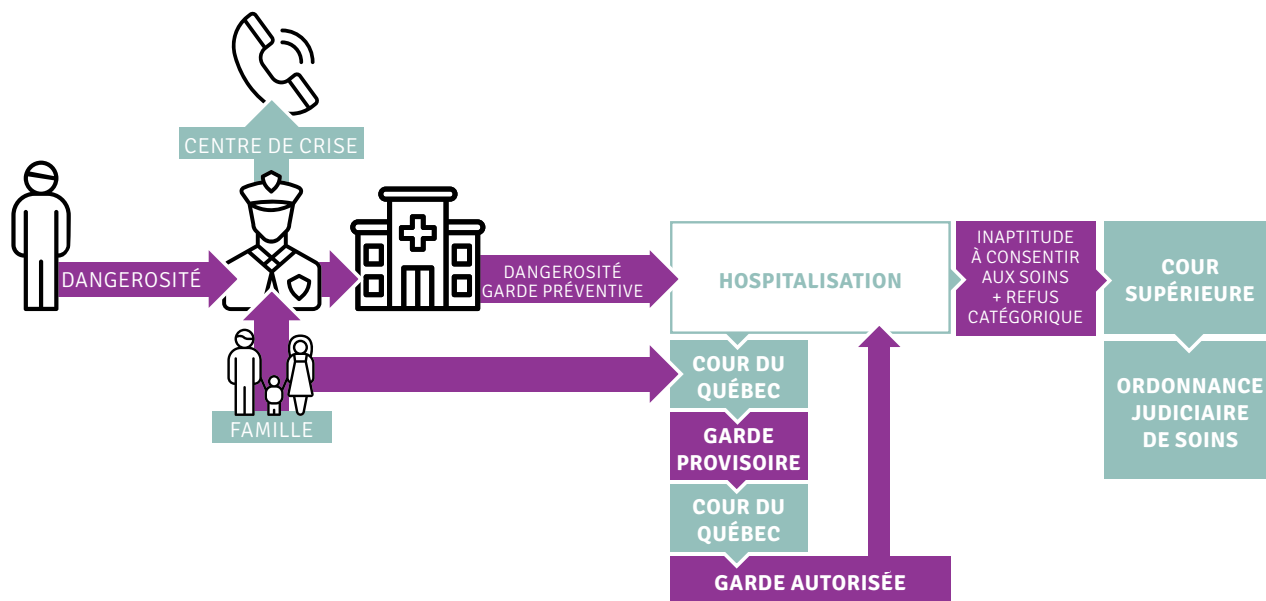 CENTRE DE CRISE
DANGEROSITÉ
DANGEROSITÉ
GARDE PRÉVENTIVE
HOSPITALISATION
INAPTITUDE
À CONSENTIR
AUX SOINS
+ REFUS
CATÉGORIQUE
COUR
SUPÉRIEURE
FAMILLE
COUR DU
QUÉBEC
GARDE
PROVISOIRE
COUR DU
QUÉBEC
GARDE AUTORISÉE
ORDONNANCE
JUDICIAIRE
DE SOINS